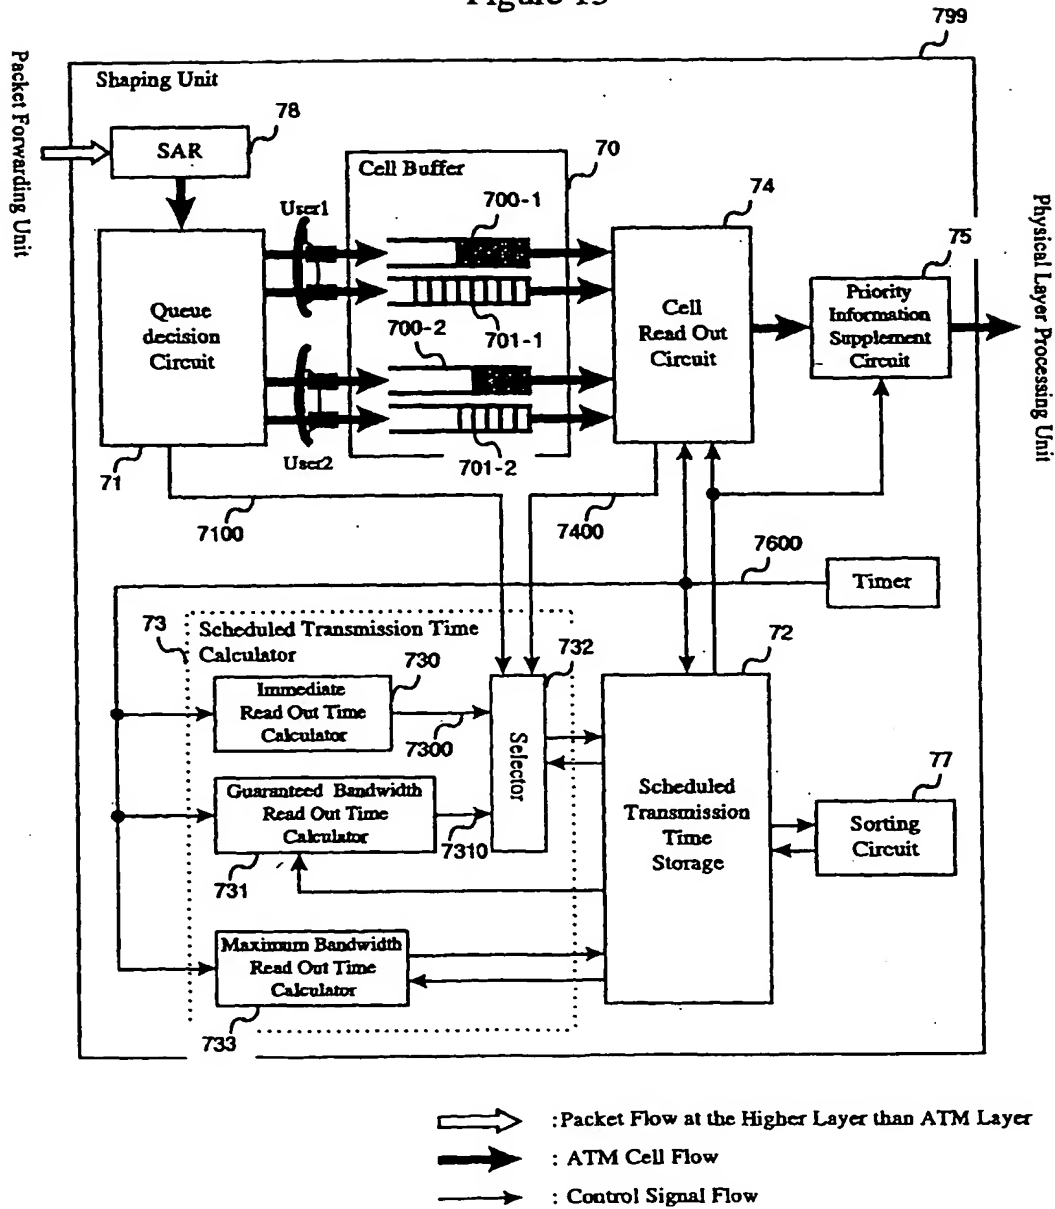 799
Packet Forwarding Unit
Shaping Unit
78
SAR
70
Cell Buffer
User1
700-1
74
75
Physical Layer Processing Unit
Queue
decision
Circuit
Cell
Read Out
Circuit
Priority
Information
Supplement
Circuit
700-2
701-1
71
User2
701-2
7100
7400
7600
Timer
73
Scheduled Transmission Time
Calculator
732
72
Immediate
Read Out Time
Calculator
730
7300
Selector
77
Guaranteed Bandwidth
Read Out Time
Calculator
7310
731
Scheduled
Transmission
Time
Storage
Sorting
Circuit
Maximum Bandwidth
Read Out Time
Calculator
733
:Packet Flow at the Higher Layer than ATM Layer
: ATM Cell Flow
: Control Signal Flow